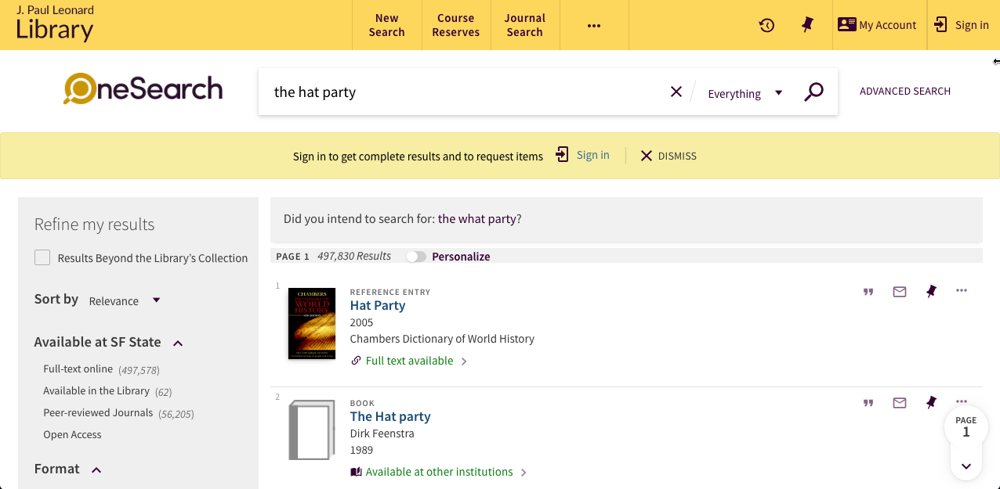 J. Paul Leonard
Library
New
Search
Course
Reserves
Journal
Search
My Account
Sign in
OneSearch
the hat party
Everything
ADVANCED SEARCH
Sign in to get complete results and to request items
Sign in
DISMISS
Refine my results
Results Beyond the Library's Collection
Sort by Relevance
Available at SF State
Full-text online (497,578)
Available in the Library (62)
Peer-reviewed Journals (56,205)
Open Access
Format
Did you intend to search for: the what party?
PAGE 1 497,830 Results Personalize
1
CHAMBERS
DICTIONARY OF
WORLD
HISTORY
REFERENCE ENTRY
Hat Party
2005
Chambers Dictionary of World History
Full text available
2
BOOK
The Hat party
Dirk Feenstra
1989
Available at other institutions
PAGE
1